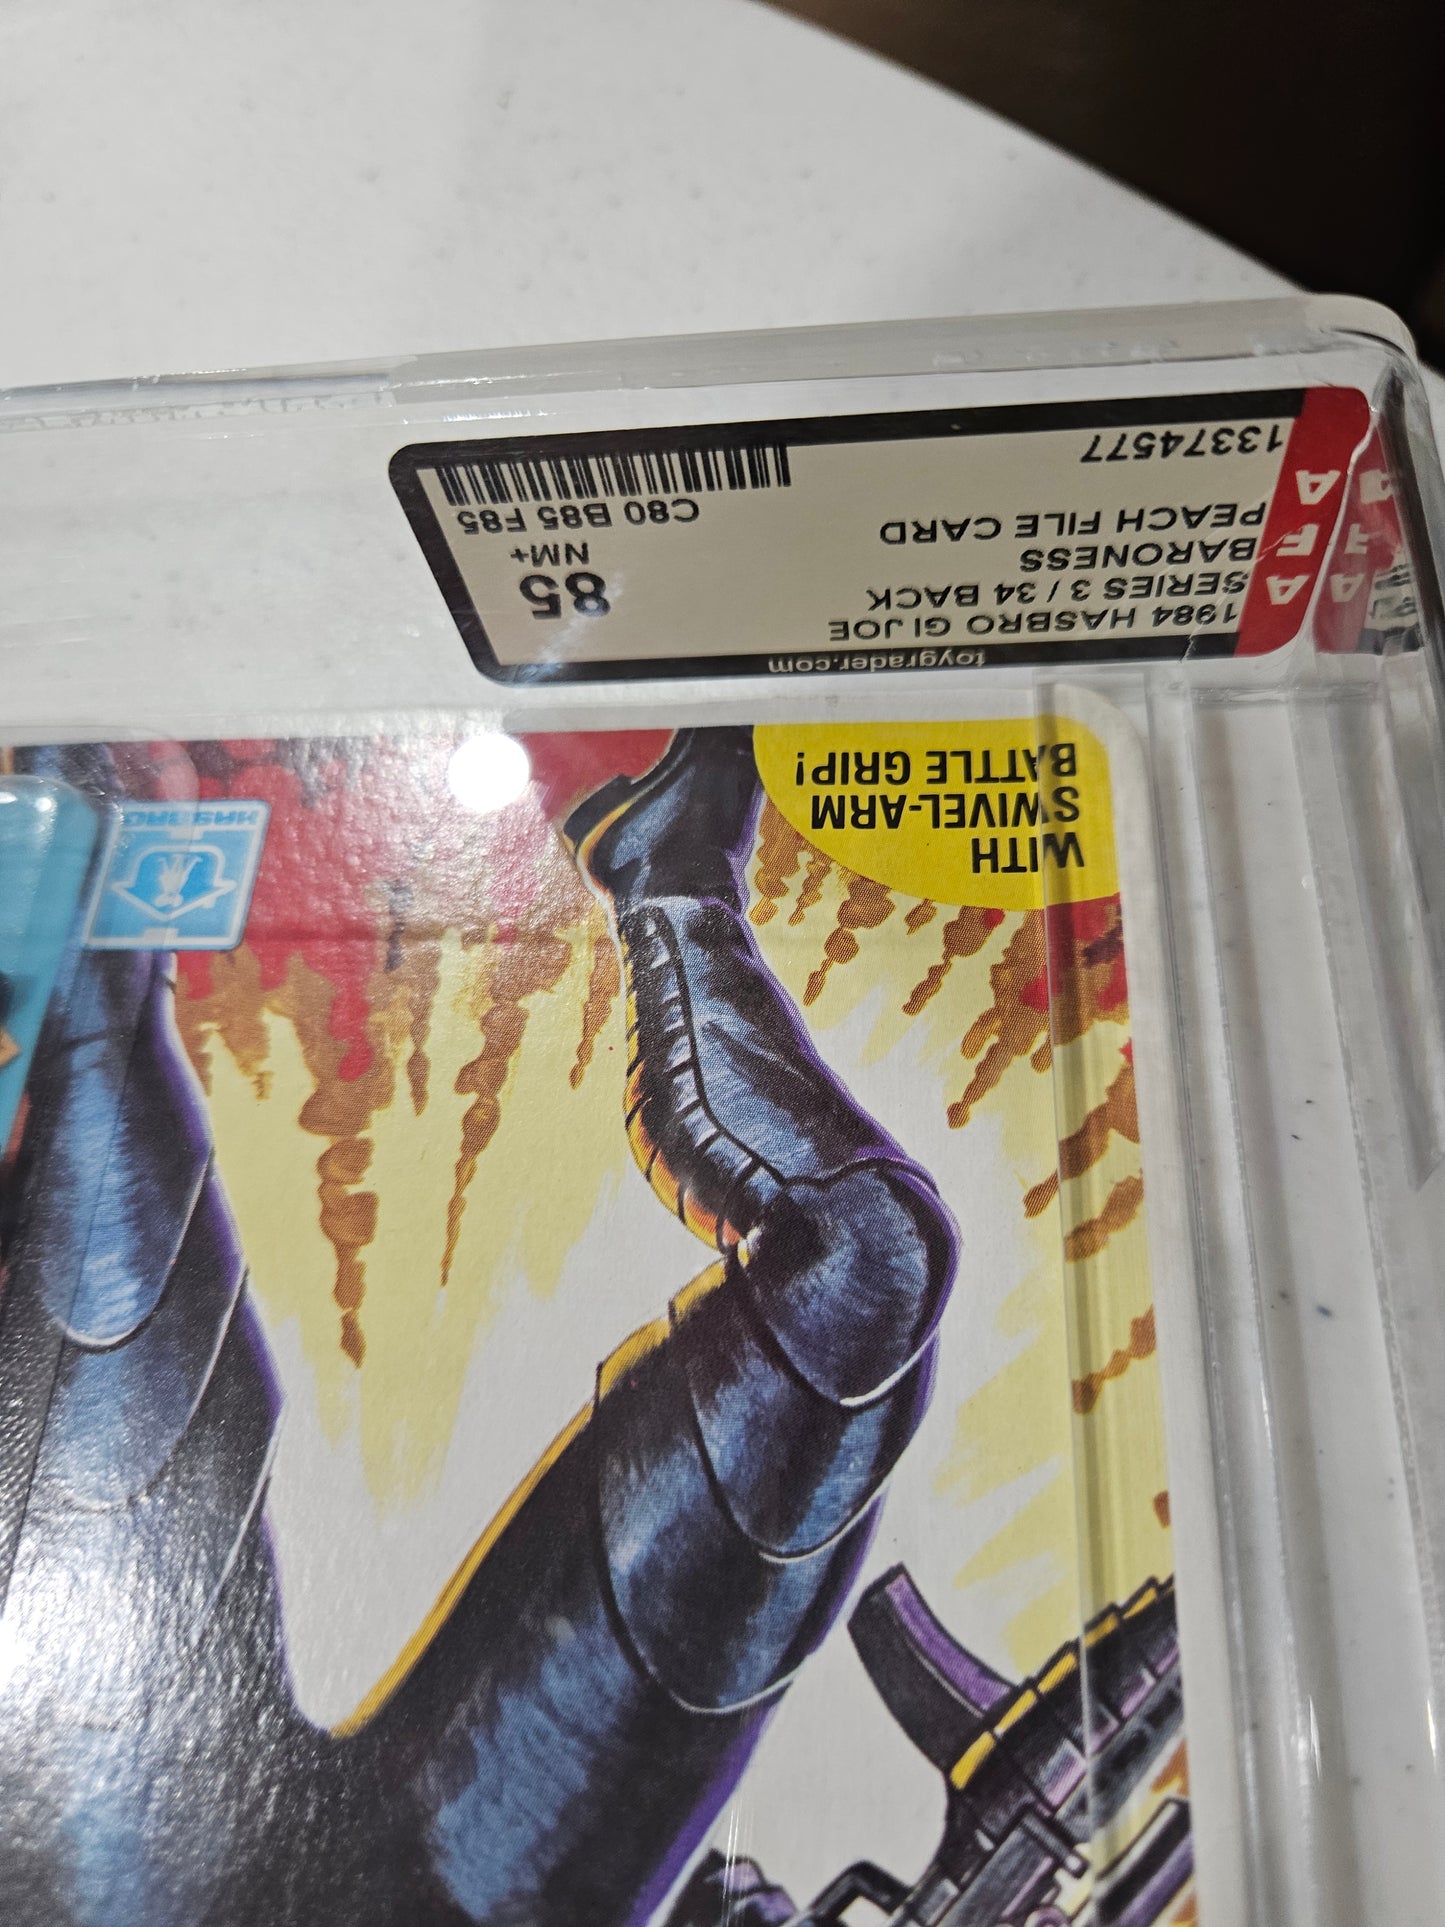 toygrader.com
1984 HASBRO GI JOE
SERIES 3 / 34 BACK
BARONESS
PEACH FILE CARD
13374577
85
NM+
C80 B85 F85
AFA
WITH
SWIVEL-ARM
BATTLE GRIP!
HASBRO